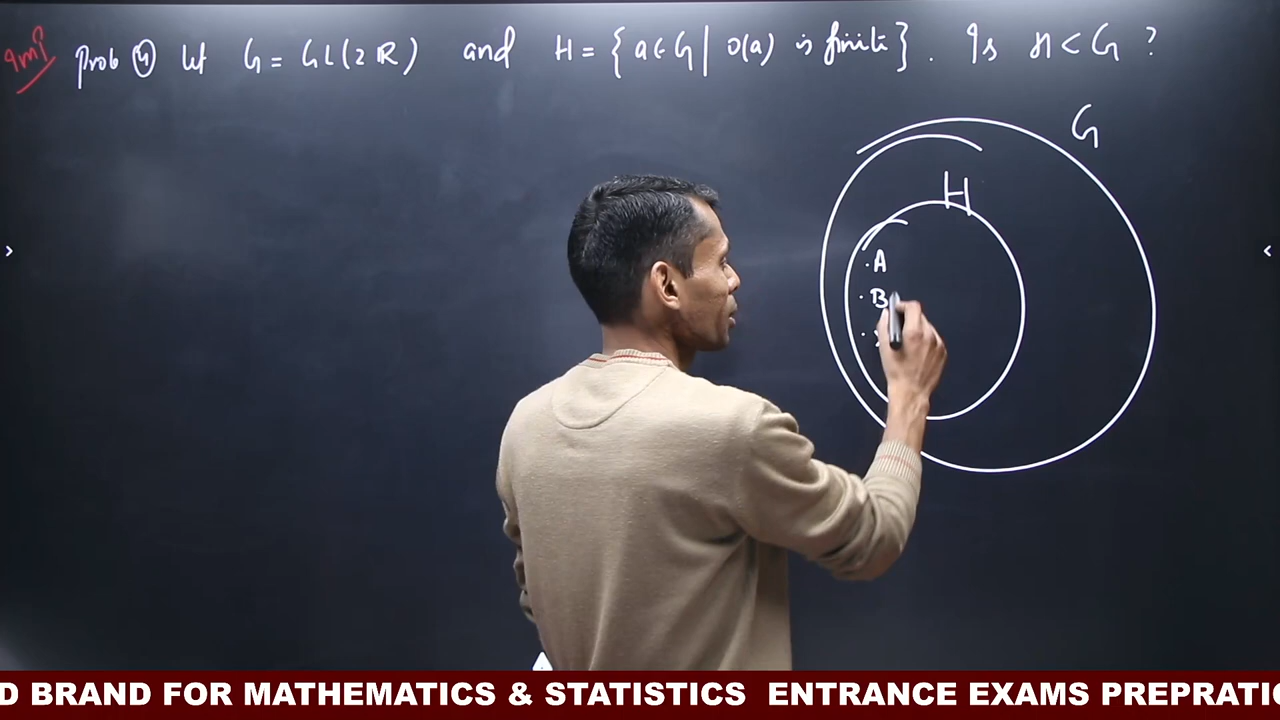 Imp
Prob ④ Let G = GL(2 R) and H = { a ∈ G | O(a) is finite } . Is H < G ?
G
H
· A
· B
D BRAND FOR MATHEMATICS & STATISTICS ENTRANCE EXAMS PREPRATIO